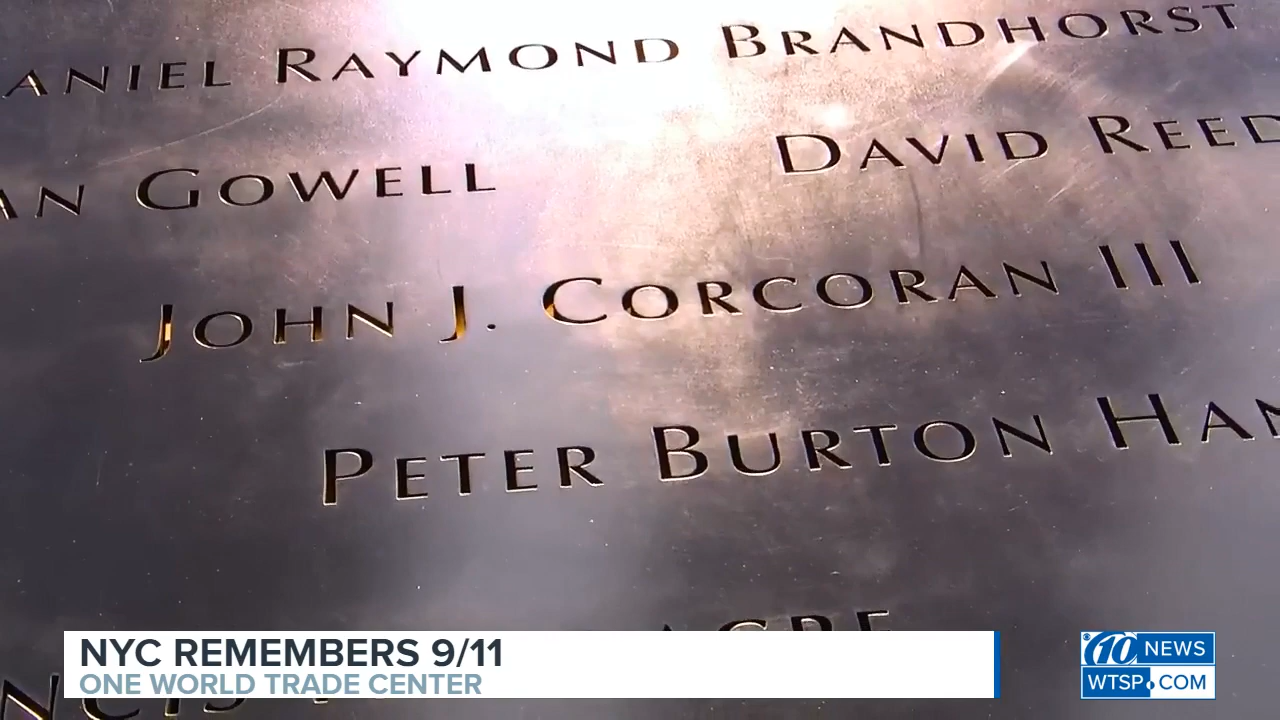 ANIEL RAYMOND BRANDHORST
AN GOWELL DAVID REED
JOHN J. CORCORAN III
PETER BURTON HAN
NYC REMEMBERS 9/11
ONE WORLD TRADE CENTER
10 NEWS
WTSP.COM